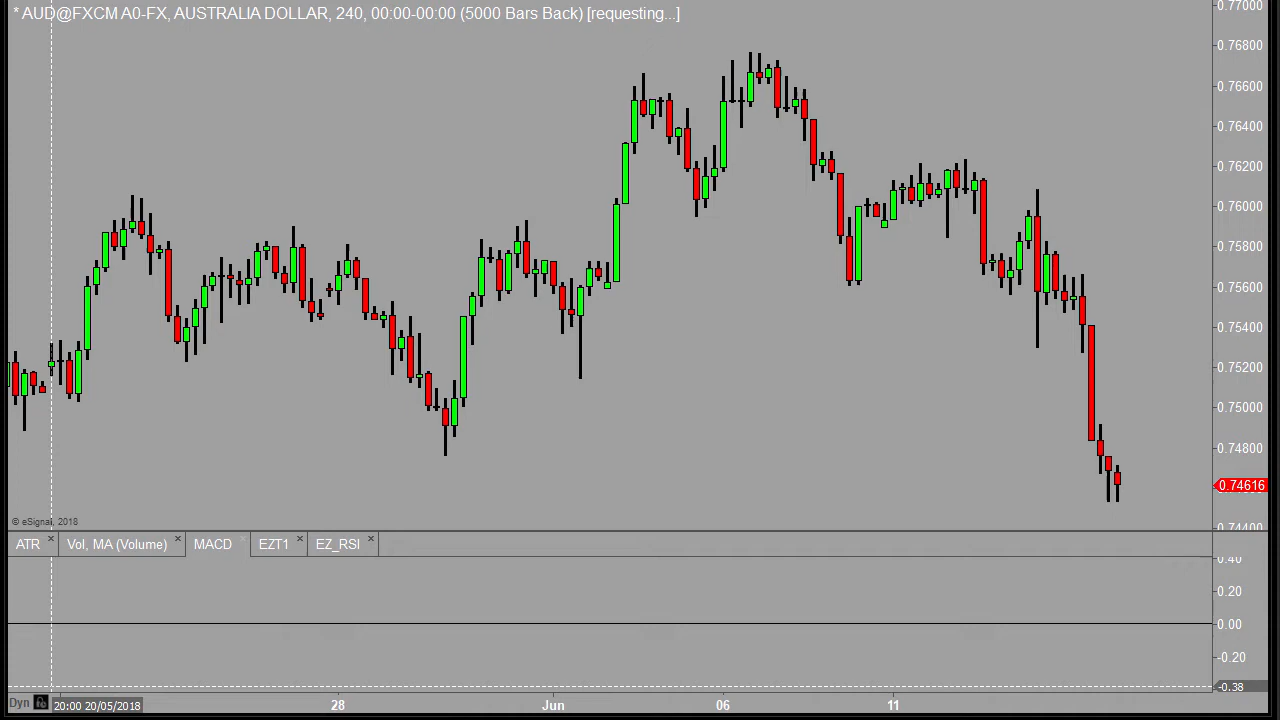 * AUD@FXCM A0-FX, AUSTRALIA DOLLAR, 240, 00:00-00:00 (5000 Bars Back) [requesting...]
0.77000
0.76800
0.76600
0.76400
0.76200
0.76000
0.75800
0.75600
0.75400
0.75200
0.75000
0.74800
0.74616
0.74400
© eSignal, 2018
ATR
Vol, MA (Volume)
MACD
EZT1
EZ_RSI
0.40
0.20
0.00
-0.20
-0.38
Dyn
20:00 20/05/2018
28
Jun
06
11